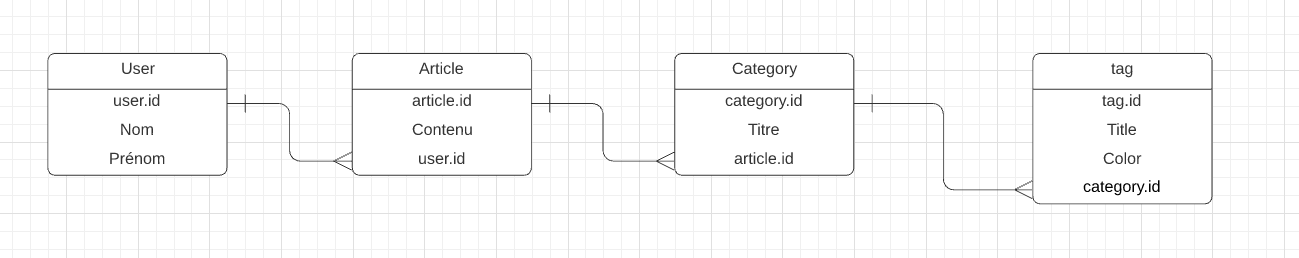 User
user.id
Nom
Prénom
Article
article.id
Contenu
user.id
Category
category.id
Titre
article.id
tag
tag.id
Title
Color
category.id